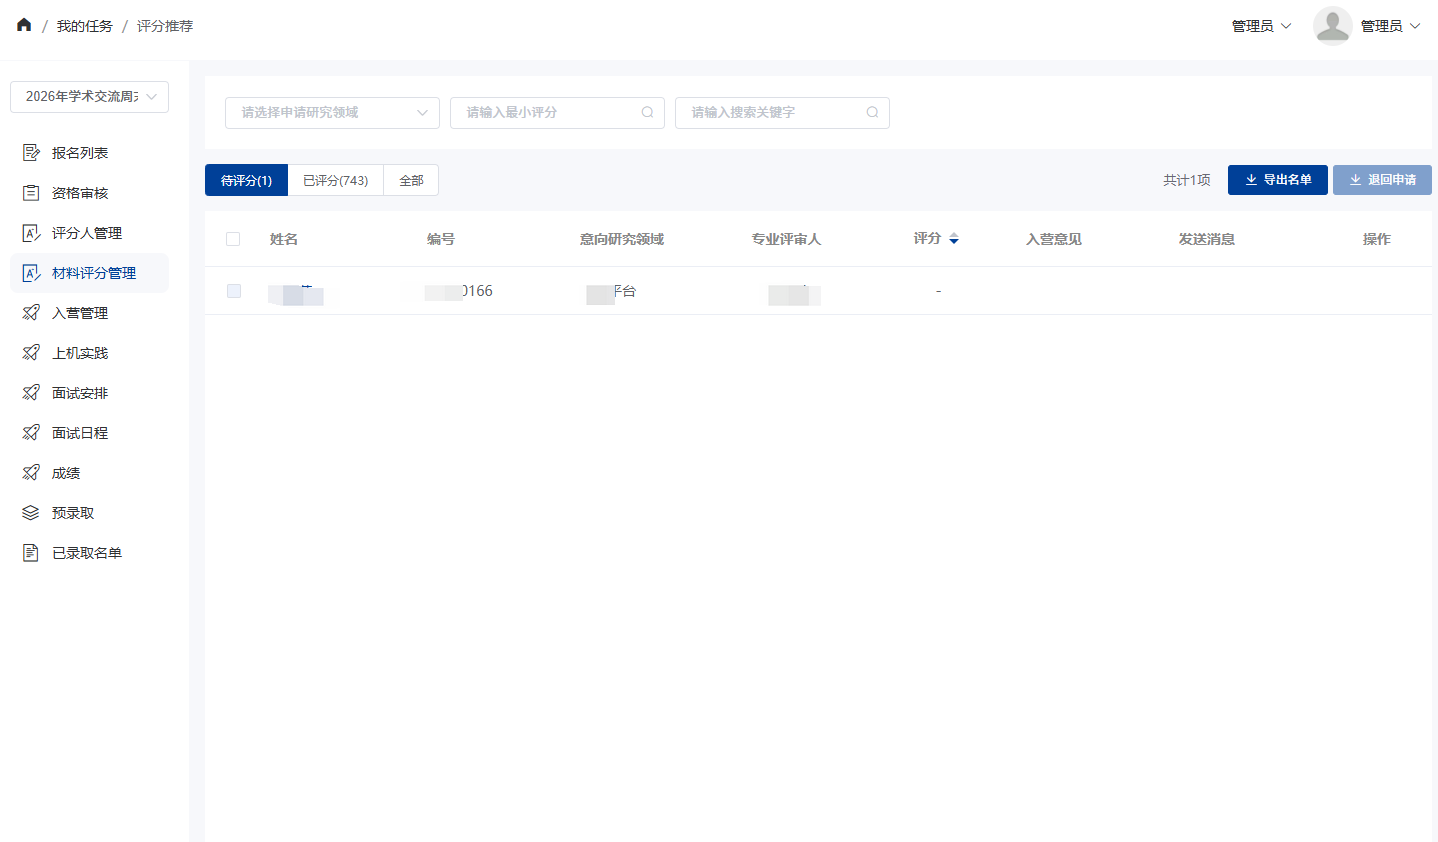 / 我的任务 / 评分推荐
管理员 管理员
2026年学术交流周
报名列表
资格审核
评分人管理
材料评分管理
入营管理
上机实践
面试安排
面试日程
成绩
预录取
已录取名单
请选择申请研究领域 请输入最小评分 请输入搜索关键字
待评分(1) 已评分(743) 全部 共计1项 导出名单 退回申请
姓名 编号 意向研究领域 专业评审人 评分 入营意见 发送消息 操作
0166 平台 -